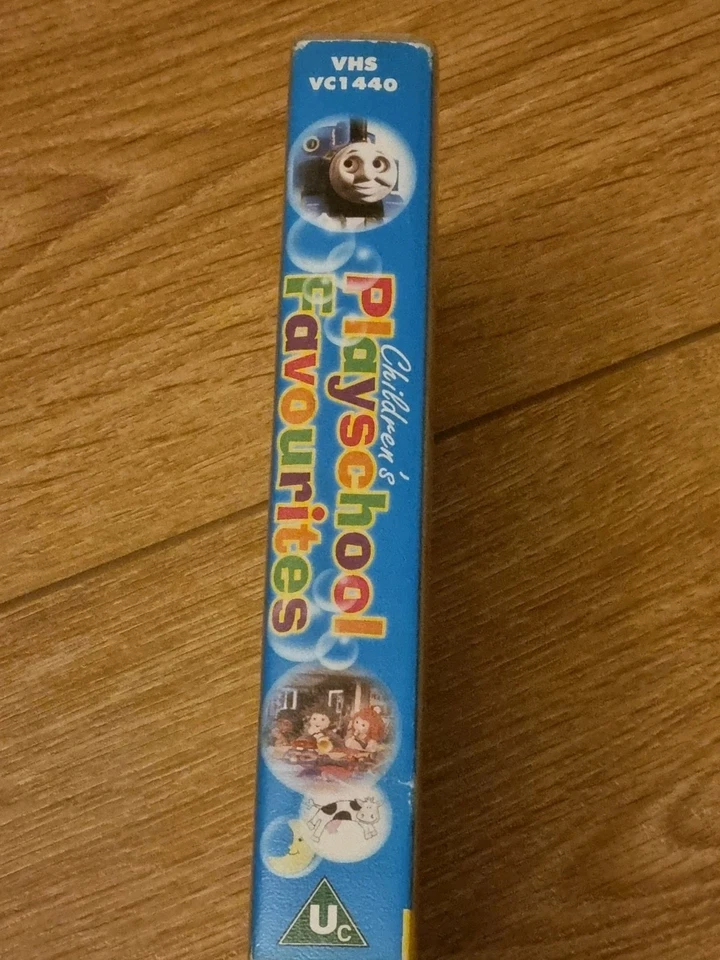 VHS
VC1440
Children's
Playschool
Favourites
Uc